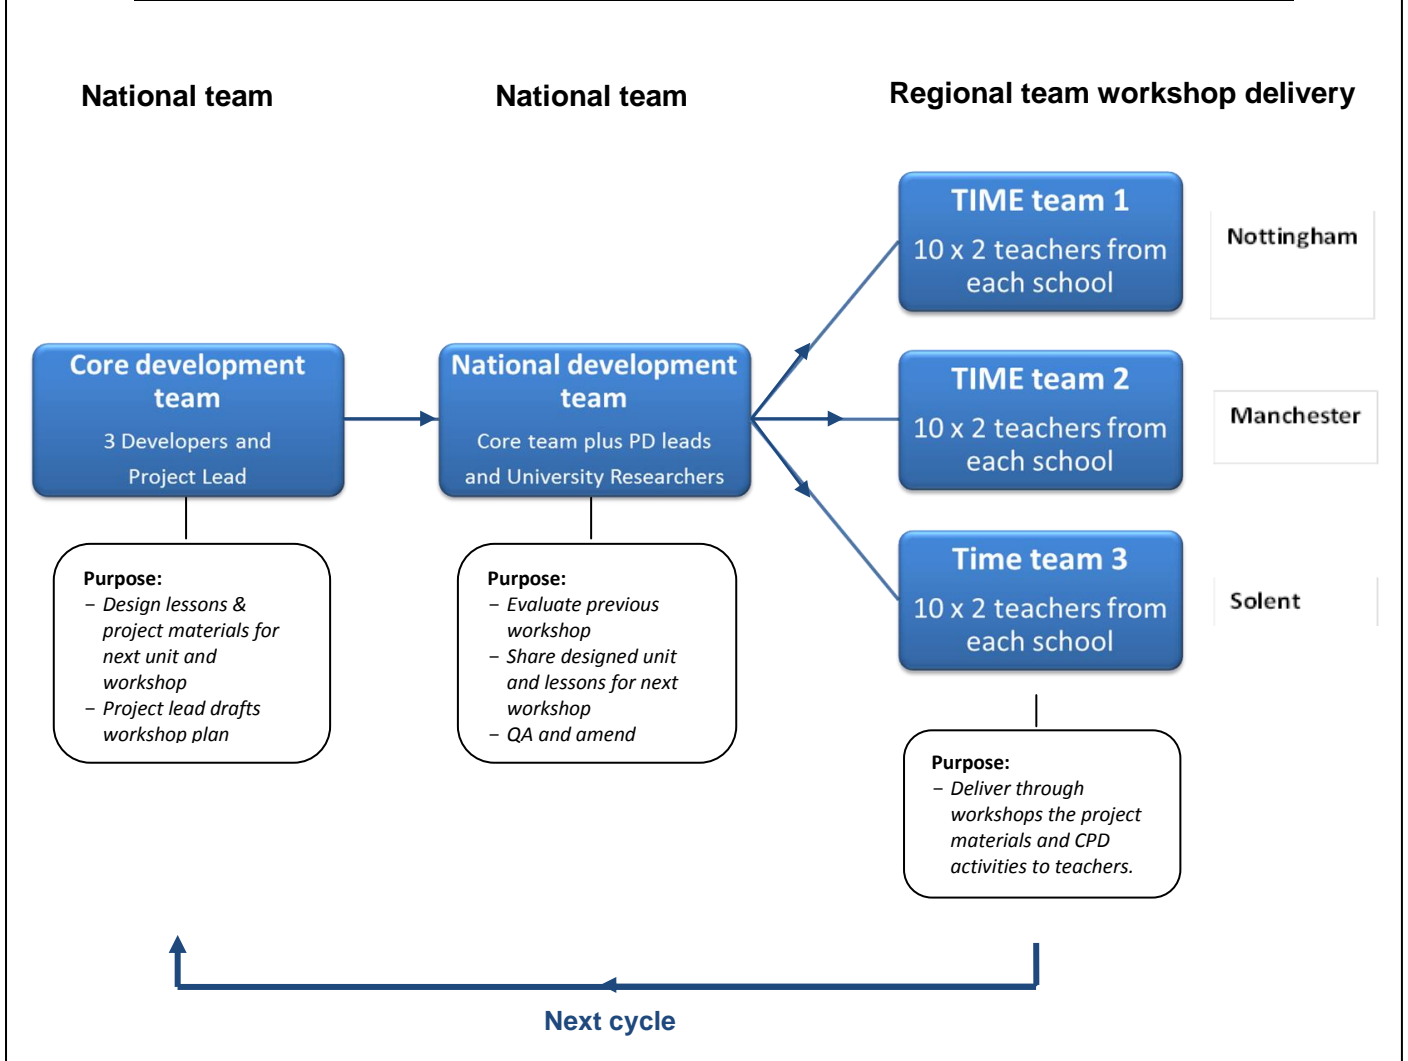 National team
National team
Regional team workshop delivery
Core development
team
3 Developers and
Project Lead
Purpose:
– Design lessons &
project materials for
next unit and
workshop
– Project lead drafts
workshop plan
National development
team
Core team plus PD leads
and University Researchers
Purpose:
– Evaluate previous
workshop
– Share designed unit
and lessons for next
workshop
– QA and amend
TIME team 1
10 x 2 teachers from
each school
Nottingham
TIME team 2
10 x 2 teachers from
each school
Manchester
Time team 3
10 x 2 teachers from
each school
Solent
Purpose:
– Deliver through
workshops the project
materials and CPD
activities to teachers.
Next cycle